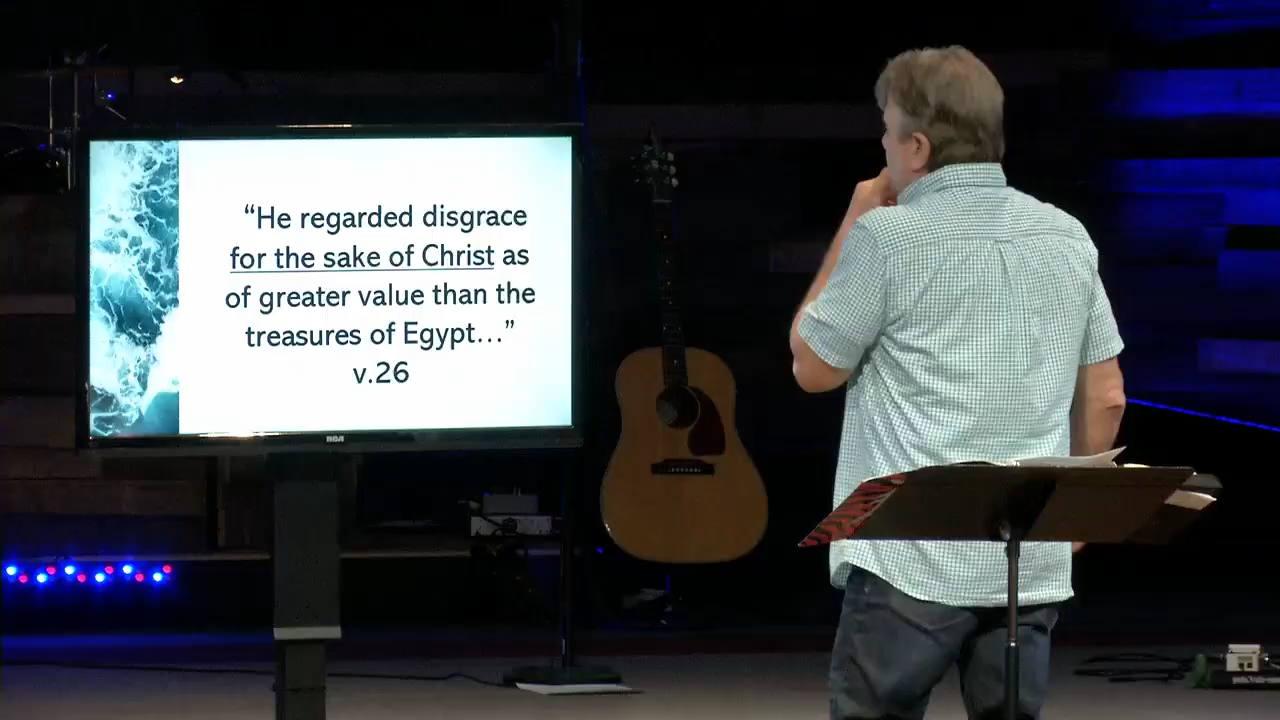 “He regarded disgrace
for the sake of Christ as
of greater value than the
treasures of Egypt…”
v.26
RCA